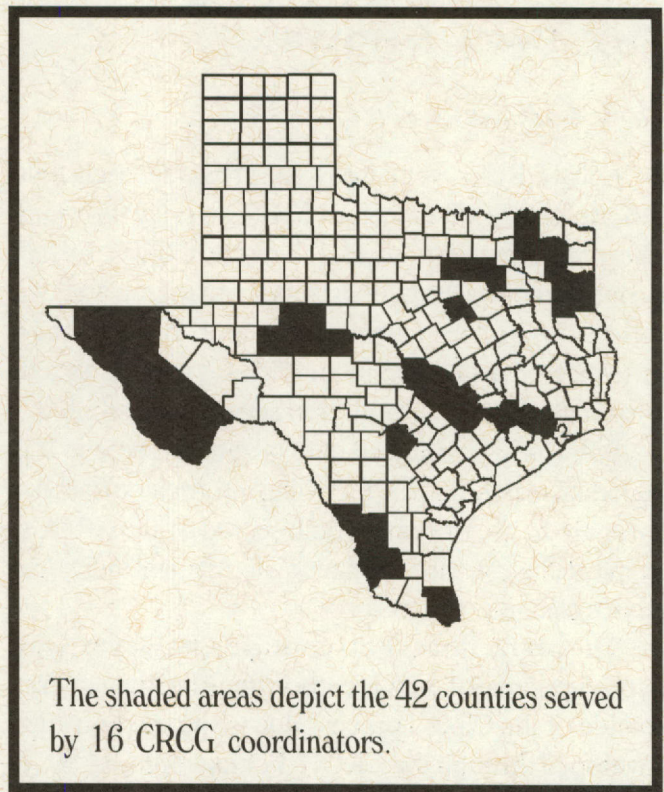 The shaded areas depict the 42 counties served
by 16 CRCG coordinators.